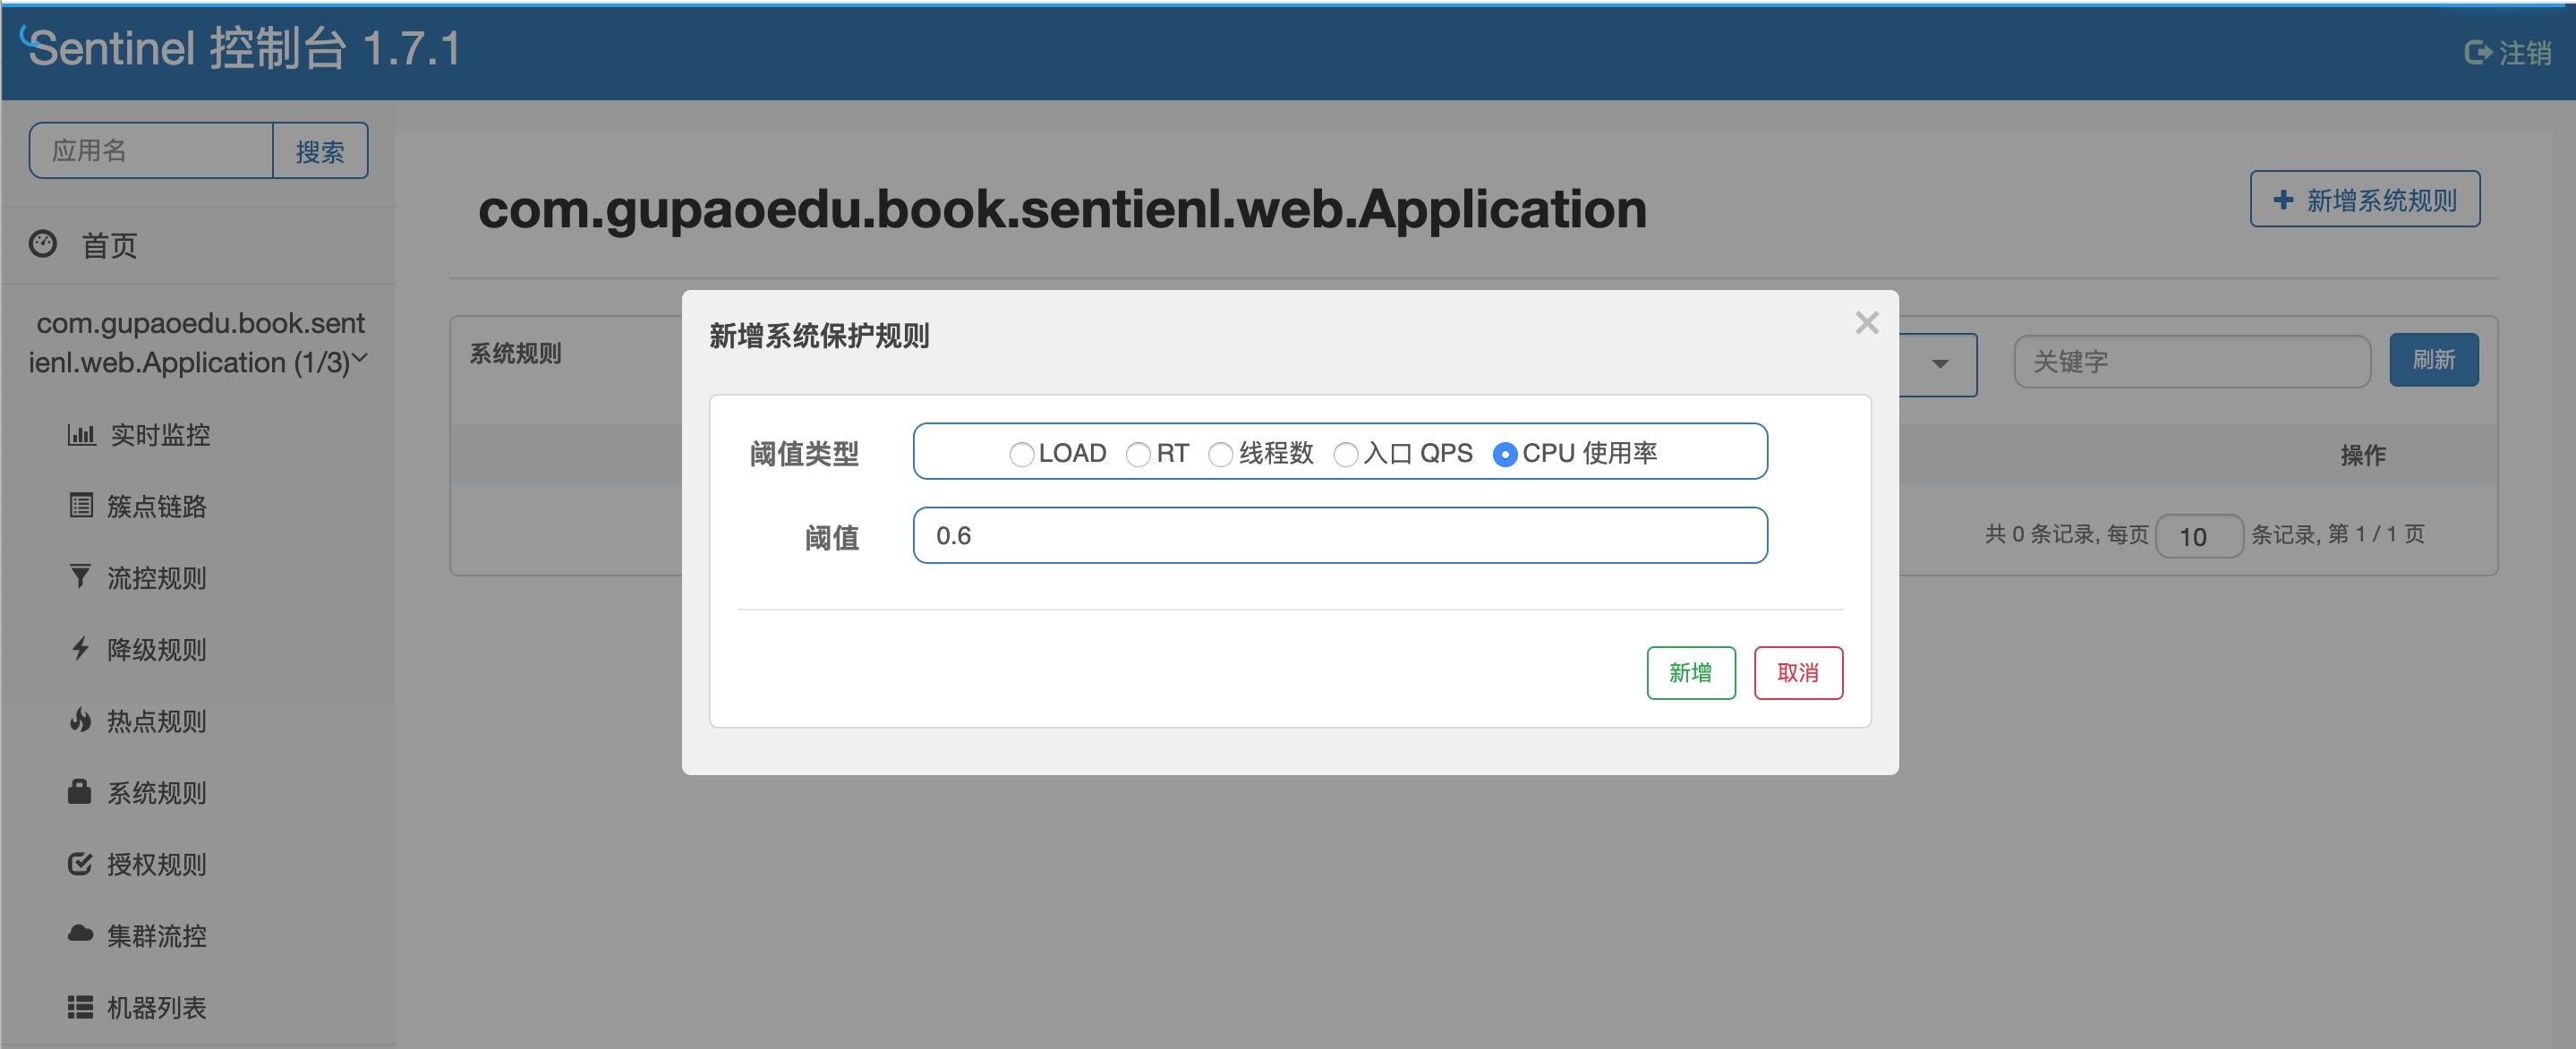 Sentinel 控制台 1.7.1
注销
应用名
搜索
首页
com.gupaoedu.book.sent
ienl.web.Application (1/3)
实时监控
簇点链路
流控规则
降级规则
热点规则
系统规则
授权规则
集群流控
机器列表
com.gupaoedu.book.sentienl.web.Application
新增系统规则
系统规则
关键字
刷新
操作
共 0 条记录, 每页 10 条记录, 第 1 / 1 页
新增系统保护规则
阈值类型 LOAD RT 线程数 入口 QPS CPU 使用率
阈值 0.6
新增 取消